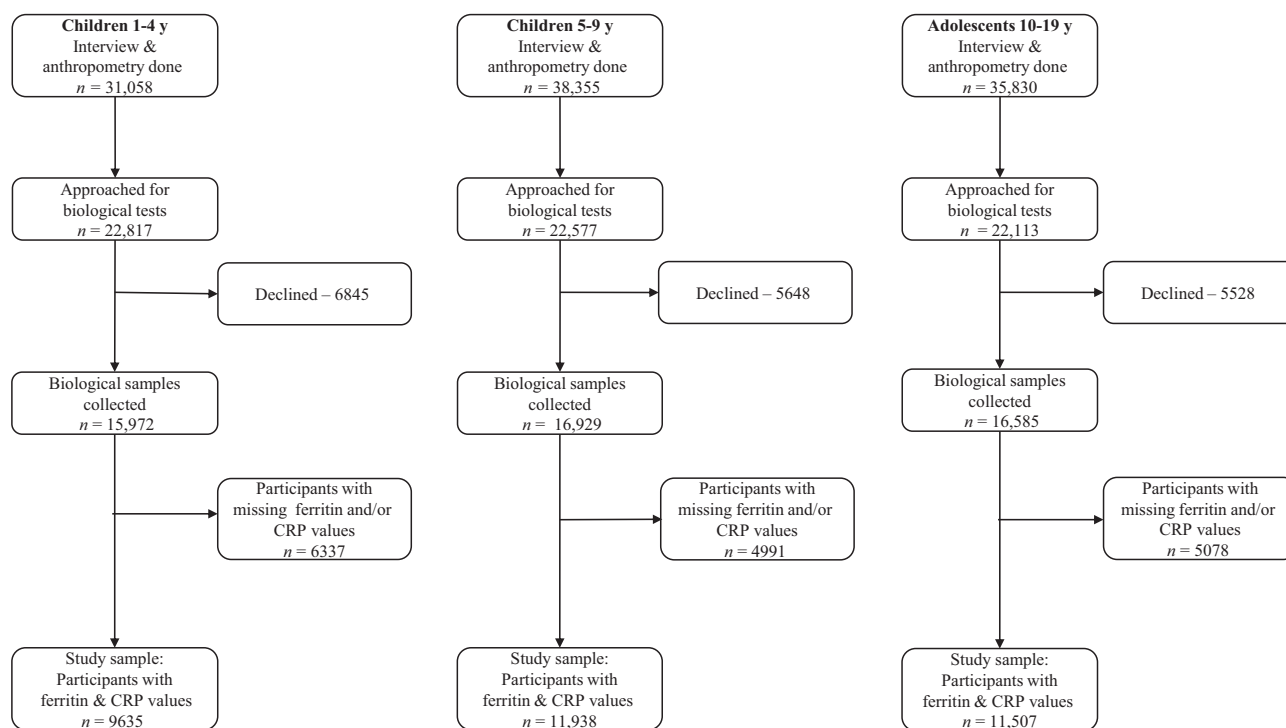 Children 1-4 y
Interview &
anthropometry done
n = 31,058
Approached for
biological tests
n = 22,817
Declined – 6845
Biological samples
collected
n = 15,972
Participants with
missing ferritin and/or
CRP values
n = 6337
Study sample:
Participants with
ferritin & CRP values
n = 9635
Children 5-9 y
Interview &
anthropometry done
n = 38,355
Approached for
biological tests
n = 22,577
Declined – 5648
Biological samples
collected
n = 16,929
Participants with
missing ferritin and/or
CRP values
n = 4991
Study sample:
Participants with
ferritin & CRP values
n = 11,938
Adolescents 10-19 y
Interview &
anthropometry done
n = 35,830
Approached for
biological tests
n = 22,113
Declined – 5528
Biological samples
collected
n = 16,585
Participants with
missing ferritin and/or
CRP values
n = 5078
Study sample:
Participants with
ferritin & CRP values
n = 11,507